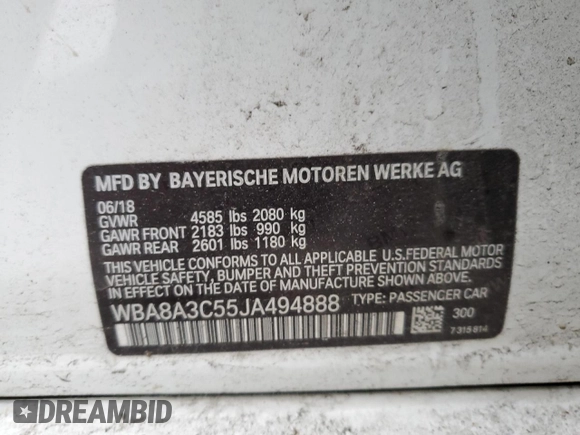 MFD BY BAYERISCHE MOTOREN WERKE AG
06/18
GVWR 4585 lbs 2080 kg
GAWR FRONT 2183 lbs 990 kg
GAWR REAR 2601 lbs 1180 kg
THIS VEHICLE CONFORMS TO ALL APPLICABLE U.S.FEDERAL MOTOR
VEHICLE SAFETY, BUMPER AND THEFT PREVENTION STANDARDS
IN EFFECT ON THE DATE OF MANUFACTURE SHOWN ABOVE.
WBA8A3C55JA494888 TYPE: PASSENGER CAR
300
7315814
DREAMBID